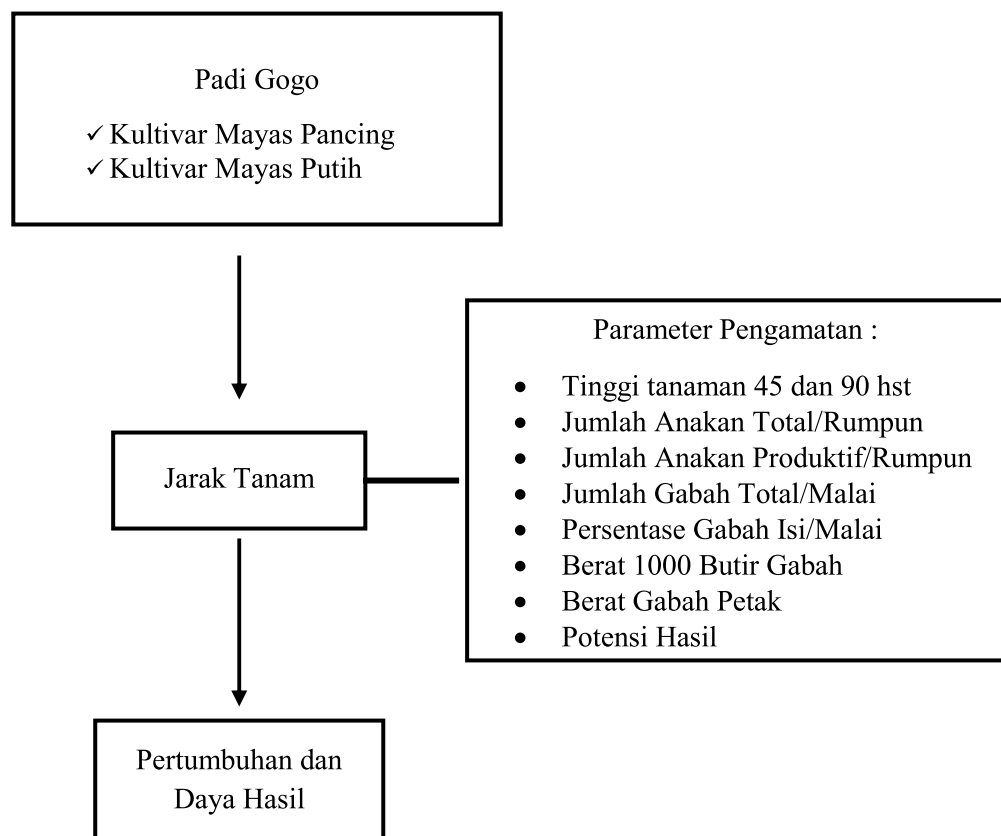 Padi Gogo
✓ Kultivar Mayas Pancing
✓ Kultivar Mayas Putih
Jarak Tanam
Parameter Pengamatan :
• Tinggi tanaman 45 dan 90 hst
• Jumlah Anakan Total/Rumpun
• Jumlah Anakan Produktif/Rumpun
• Jumlah Gabah Total/Malai
• Persentase Gabah Isi/Malai
• Berat 1000 Butir Gabah
• Berat Gabah Petak
• Potensi Hasil
Pertumbuhan dan
Daya Hasil